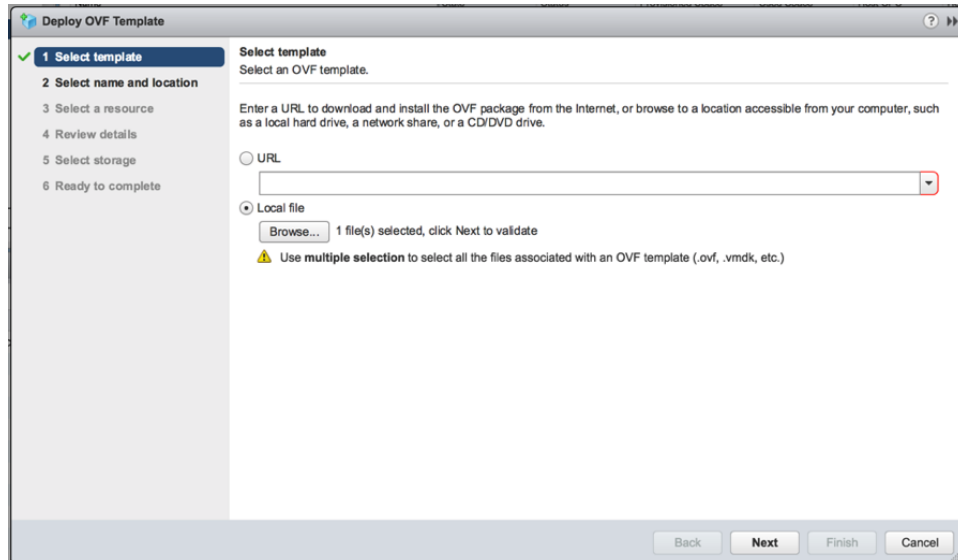 Deploy OVF Template
1 Select template
2 Select name and location
3 Select a resource
4 Review details
5 Select storage
6 Ready to complete
Select template
Select an OVF template.
Enter a URL to download and install the OVF package from the Internet, or browse to a location accessible from your computer, such
as a local hard drive, a network share, or a CD/DVD drive.
URL
Local file
Browse... 1 file(s) selected, click Next to validate
Use multiple selection to select all the files associated with an OVF template (.ovf, .vmdk, etc.)
Back Next Finish Cancel